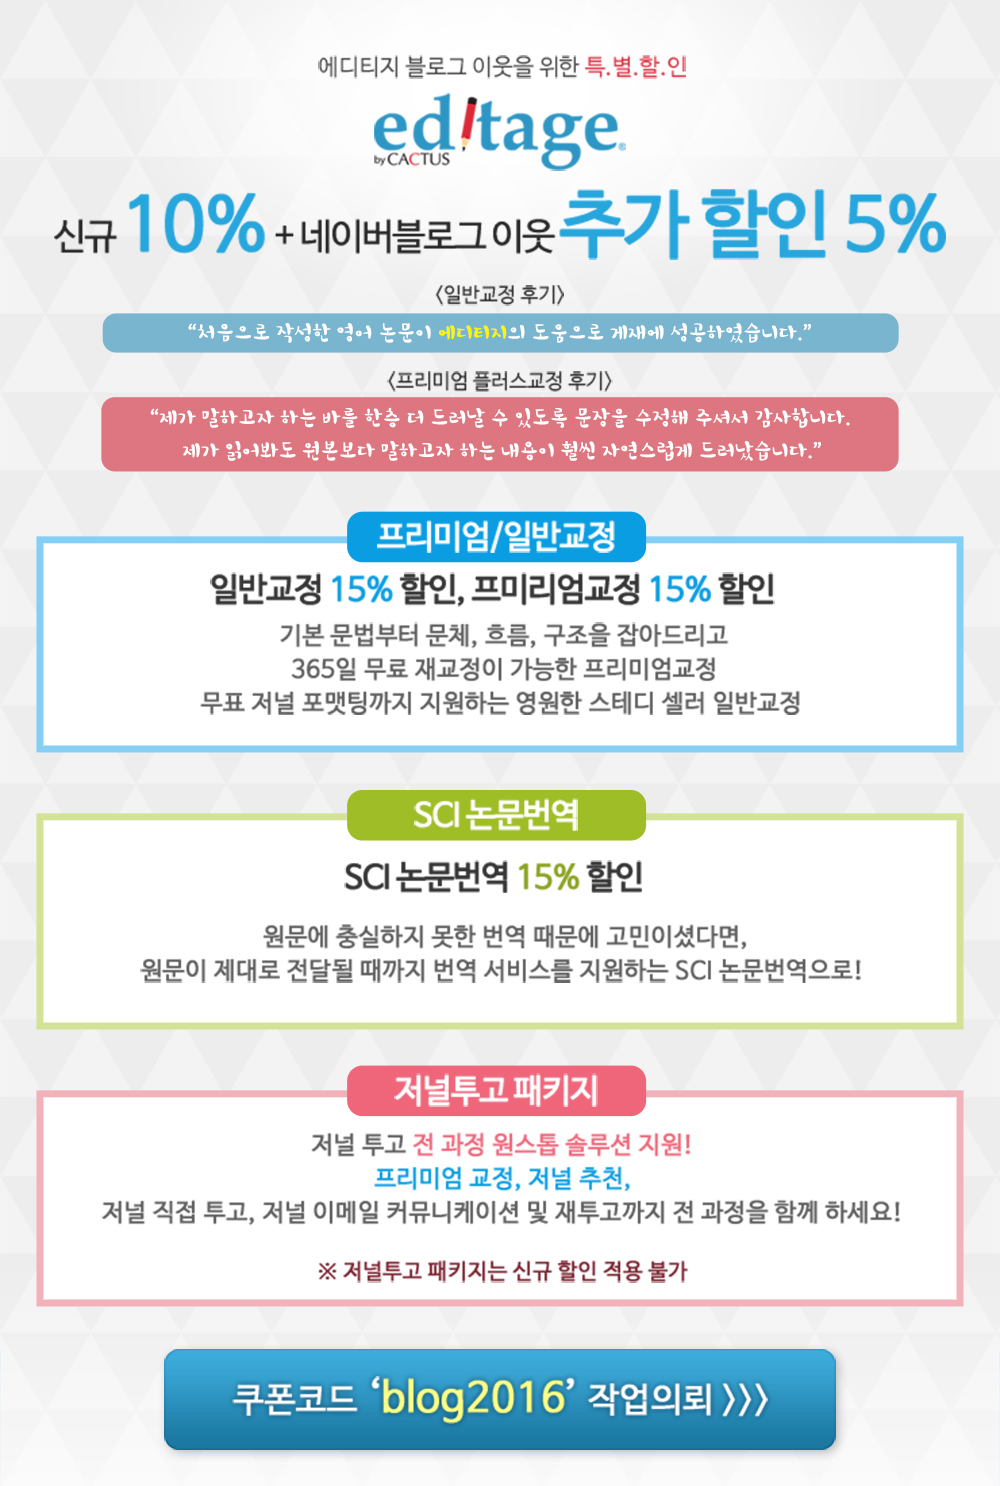 에디티지 블로그 이웃을 위한 특.별.할.인
editage
by CACTUS
신규 10% + 네이버블로그 이웃 추가 할인 5%
<일반교정 후기>
“처음으로 작성한 영어 논문이 에디티지의 도움으로 게재에 성공하였습니다.”
<프리미엄 플러스교정 후기>
“제가 말하고자 하는 바를 한층 더 드러날 수 있도록 문장을 수정해 주셔서 감사합니다.
제가 읽어봐도 원본보다 말하고자 하는 내용이 훨씬 자연스럽게 드러났습니다.”
프리미엄/일반교정
일반교정 15% 할인, 프미리엄교정 15% 할인
기본 문법부터 문체, 흐름, 구조을 잡아드리고
365일 무료 재교정이 가능한 프리미엄교정
무표 저널 포맷팅까지 지원하는 영원한 스테디 셀러 일반교정
SCI 논문번역
SCI 논문번역 15% 할인
원문에 충실하지 못한 번역 때문에 고민이셨다면,
원문이 제대로 전달될 때까지 번역 서비스를 지원하는 SCI 논문번역으로!
저널투고 패키지
저널 투고 전 과정 원스톱 솔루션 지원!
프리미엄 교정, 저널 추천,
저널 직접 투고, 저널 이메일 커뮤니케이션 및 재투고까지 전 과정을 함께 하세요!
※ 저널투고 패키지는 신규 할인 적용 불가
쿠폰코드 ‘blog2016’ 작업의뢰 >>>